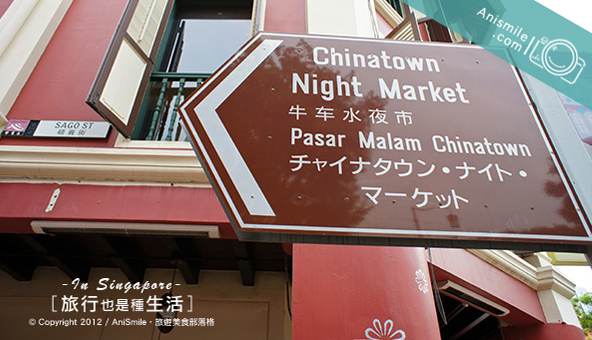 Anismile
.com
SAGO ST
硕莪街
Chinatown
Night Market
牛车水夜市
Pasar Malam Chinatown
チャイナタウン・ナイト・
マーケット
-In Singapore-
[旅行也是種生活]
© Copyright 2012 / AniSmile・旅遊美食部落格